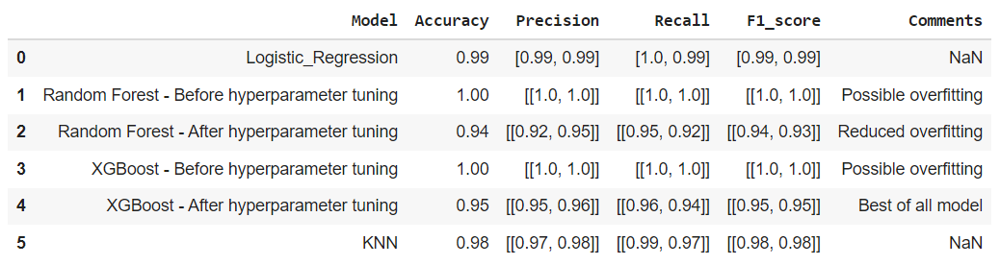 Model Accuracy Precision Recall F1_score Comments
0 Logistic_Regression 0.99 [0.99, 0.99] [1.0, 0.99] [0.99, 0.99] NaN
1 Random Forest - Before hyperparameter tuning 1.00 [[1.0, 1.0]] [[1.0, 1.0]] [[1.0, 1.0]] Possible overfitting
2 Random Forest - After hyperparameter tuning 0.94 [[0.92, 0.95]] [[0.95, 0.92]] [[0.94, 0.93]] Reduced overfitting
3 XGBoost - Before hyperparameter tuning 1.00 [[1.0, 1.0]] [[1.0, 1.0]] [[1.0, 1.0]] Possible overfitting
4 XGBoost - After hyperparameter tuning 0.95 [[0.95, 0.96]] [[0.96, 0.94]] [[0.95, 0.95]] Best of all model
5 KNN 0.98 [[0.97, 0.98]] [[0.99, 0.97]] [[0.98, 0.98]] NaN